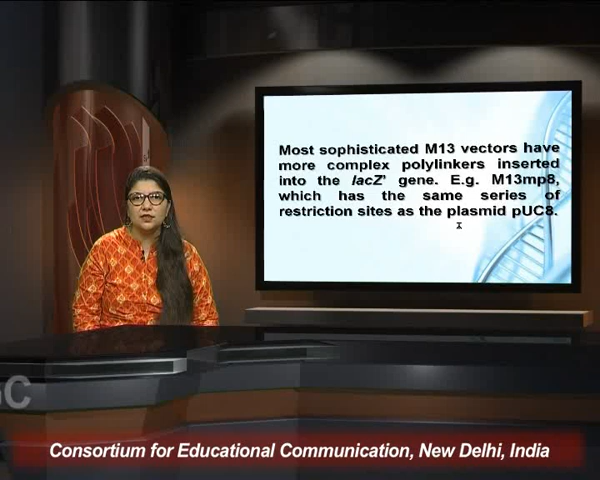 Most sophisticated M13 vectors have
more complex polylinkers inserted
into the lacZ' gene. E.g. M13mp8,
which has the same series of
restriction sites as the plasmid pUC8.
GC
Consortium for Educational Communication, New Delhi, India